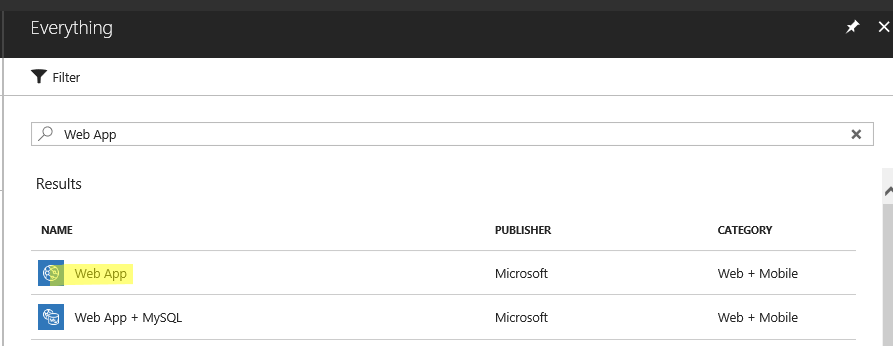 Everything
Filter
Web App
Results
NAME PUBLISHER CATEGORY
Web App Microsoft Web + Mobile
Web App + MySQL Microsoft Web + Mobile